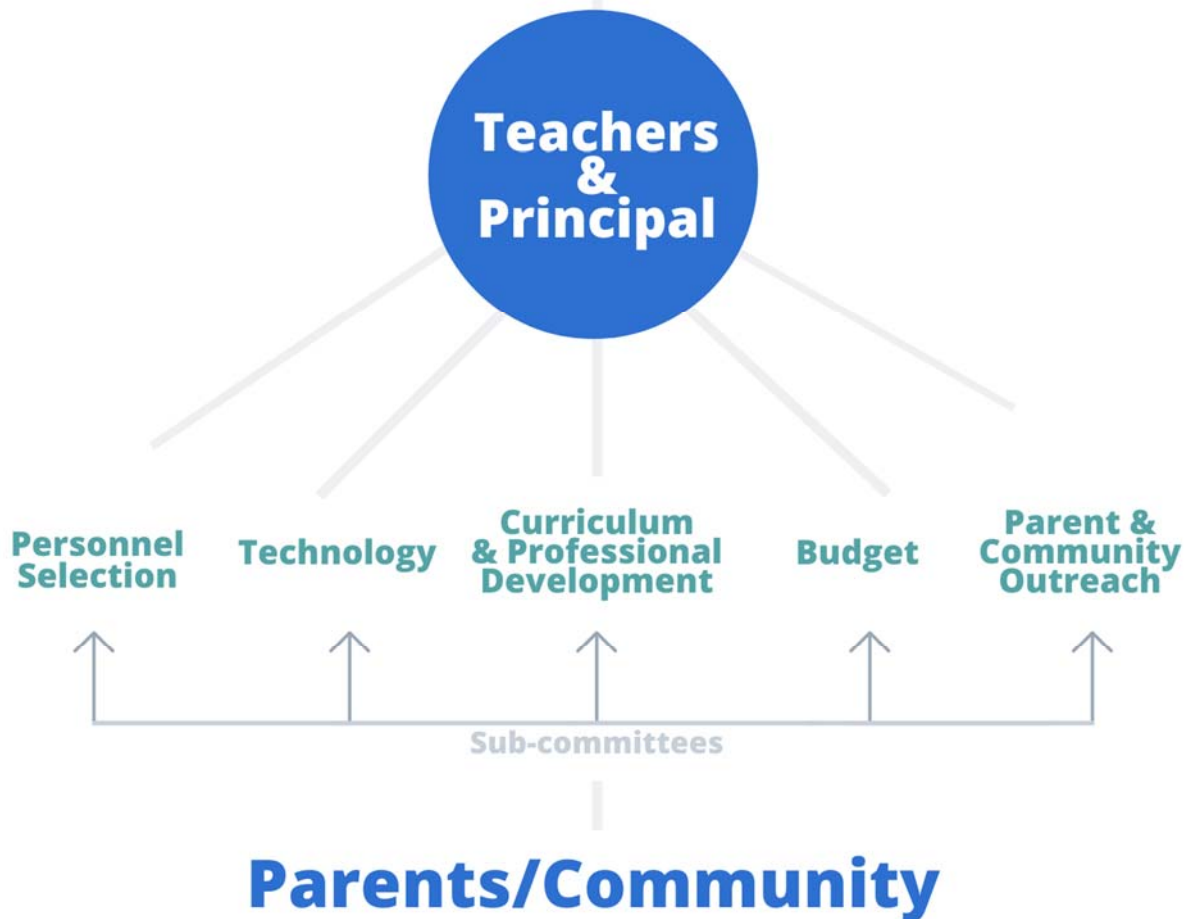 Teachers
&
Principal
Personnel
Selection
Technology
Curriculum
& Professional
Development
Budget
Parent &
Community
Outreach
Sub-committees
Parents/Community